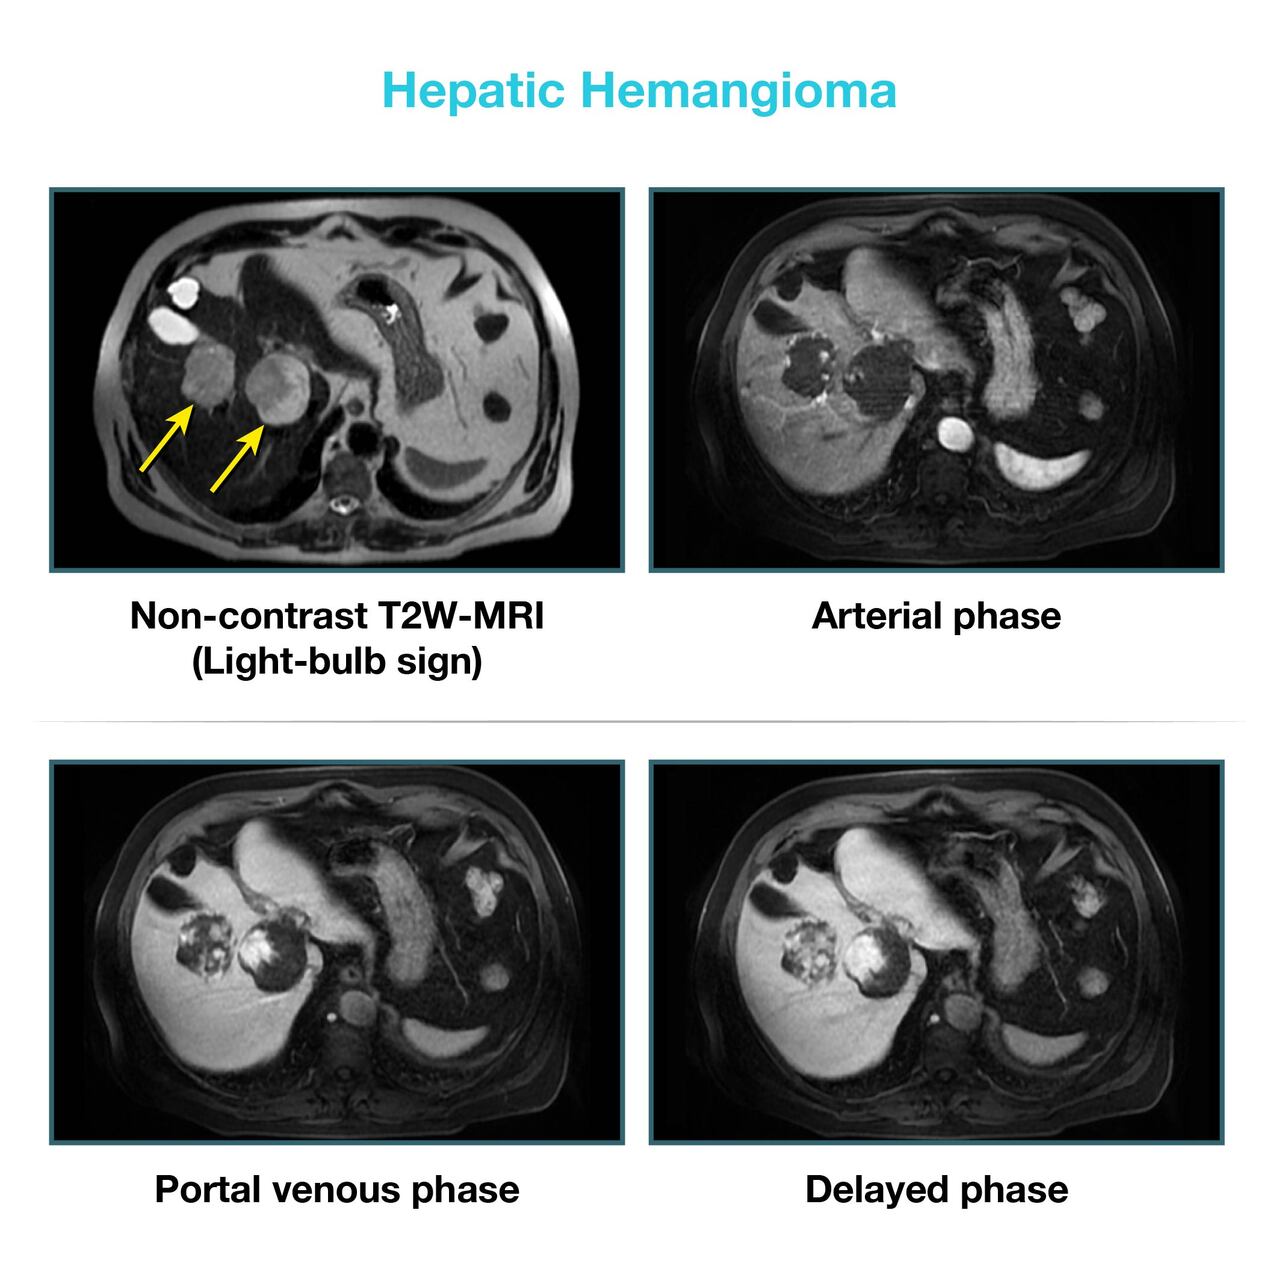 Hepatic Hemangioma
Non-contrast T2W-MRI
(Light-bulb sign)
Arterial phase
Portal venous phase
Delayed phase